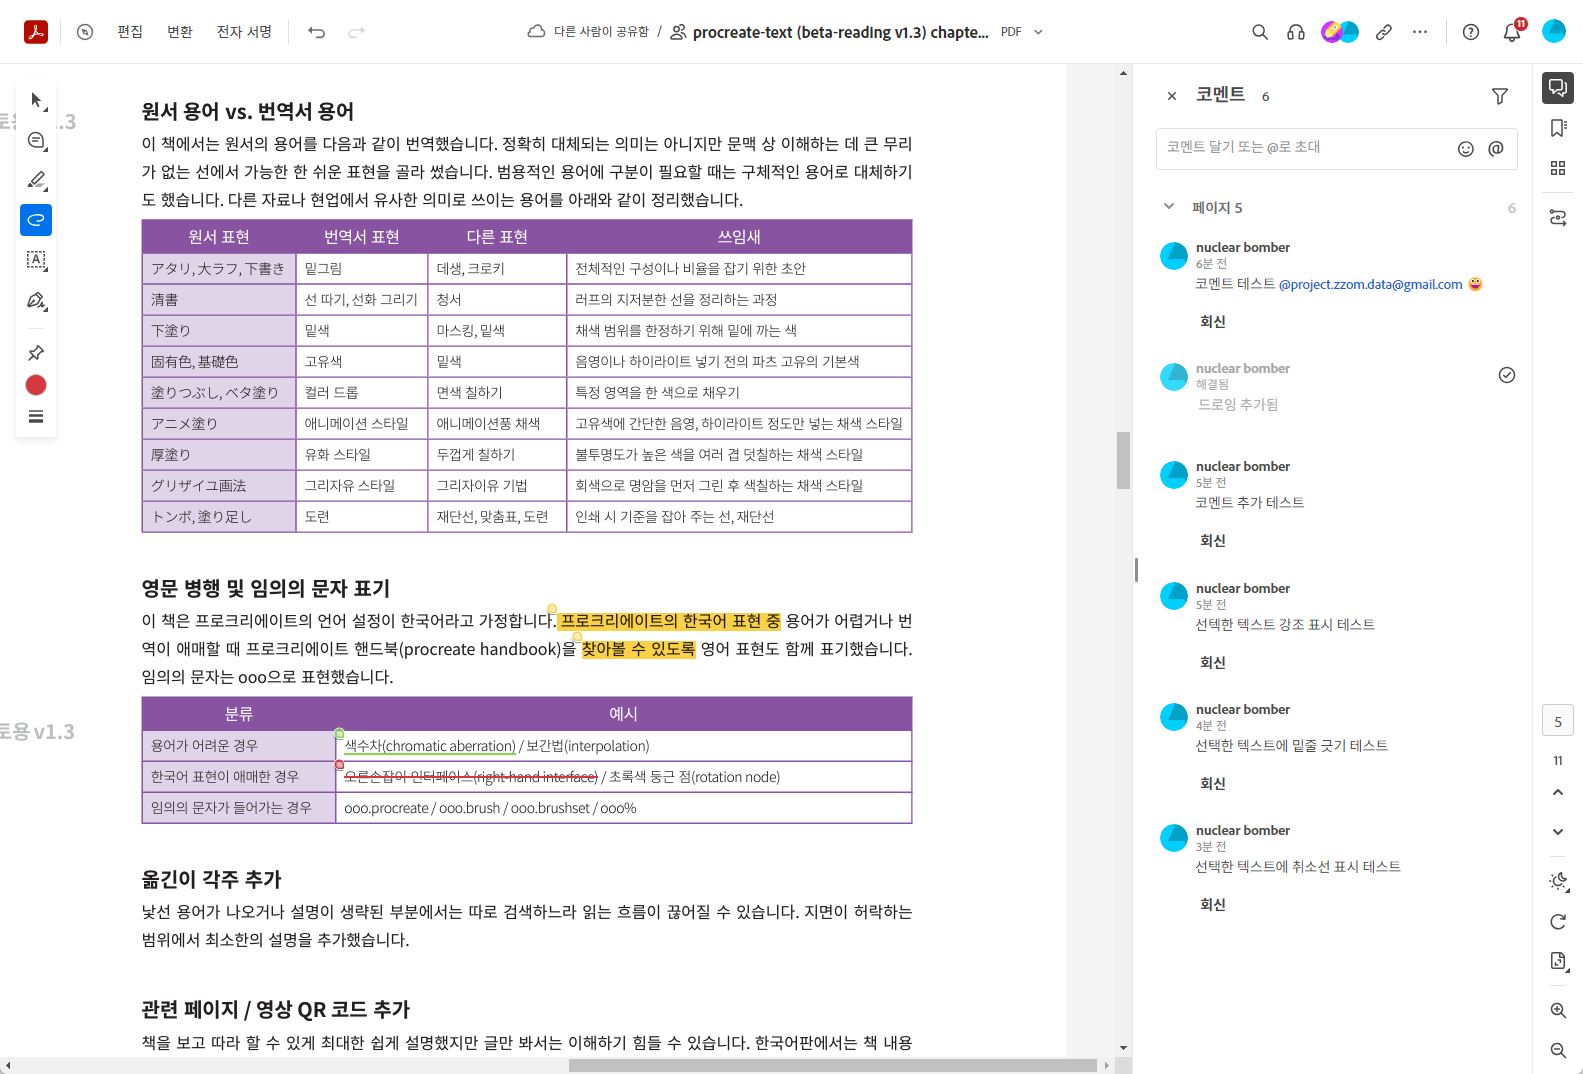 편집 변환 전자 서명
다른 사람이 공유함 / procreate-text (beta-reading v1.3) chapte... PDF
11
원서 용어 vs. 번역서 용어
이 책에서는 원서의 용어를 다음과 같이 번역했습니다. 정확히 대체되는 의미는 아니지만 문맥 상 이해하는 데 큰 무리
가 없는 선에서 가능한 한 쉬운 표현을 골라 썼습니다. 범용적인 용어에 구분이 필요할 때는 구체적인 용어로 대체하기
도 했습니다. 다른 자료나 현업에서 유사한 의미로 쓰이는 용어를 아래와 같이 정리했습니다.
원서 표현 번역서 표현 다른 표현 쓰임새
アタリ, 大ラフ, 下書き 밑그림 데생, 크로키 전체적인 구성이나 비율을 잡기 위한 초안
清書 선 따기, 선화 그리기 청서 러프의 지저분한 선을 정리하는 과정
下塗り 밑색 마스킹, 밑색 채색 범위를 한정하기 위해 밑에 까는 색
固有色, 基礎色 고유색 밑색 음영이나 하이라이트 넣기 전의 파츠 고유의 기본색
塗りつぶし, ベタ塗り 컬러 드롭 면색 칠하기 특정 영역을 한 색으로 채우기
アニメ塗り 애니메이션 스타일 애니메이션풍 채색 고유색에 간단한 음영, 하이라이트 정도만 넣는 채색 스타일
厚塗り 유화 스타일 두껍게 칠하기 불투명도가 높은 색을 여러 겹 덧칠하는 채색 스타일
グリザイユ画法 그리자유 스타일 그리자이유 기법 회색으로 명암을 먼저 그린 후 색칠하는 채색 스타일
トンボ, 塗り足し 도련 재단선, 맞춤표, 도련 인쇄 시 기준을 잡아 주는 선, 재단선
영문 병행 및 임의의 문자 표기
이 책은 프로크리에이트의 언어 설정이 한국어라고 가정합니다. 프로크리에이트의 한국어 표현 중 용어가 어렵거나 번
역이 애매할 때 프로크리에이트 핸드북(procreate handbook)을 찾아볼 수 있도록 영어 표현도 함께 표기했습니다.
임의의 문자는 ooo으로 표현했습니다.
토용 v1.3
분류 예시
용어가 어려운 경우 색수차(chromatic aberration) / 보간법(interpolation)
한국어 표현이 애매한 경우 오른손잡이 인터페이스(right-hand interface) / 초록색 둥근 점(rotation node)
임의의 문자가 들어가는 경우 ooo.procreate / ooo.brush / ooo.brushset / ooo%
옮긴이 각주 추가
낯선 용어가 나오거나 설명이 생략된 부분에서는 따로 검색하느라 읽는 흐름이 끊어질 수 있습니다. 지면이 허락하는
범위에서 최소한의 설명을 추가했습니다.
관련 페이지 / 영상 QR 코드 추가
책을 보고 따라 할 수 있게 최대한 쉽게 설명했지만 글만 봐서는 이해하기 힘들 수 있습니다. 한국어판에서는 책 내용
코멘트 6
코멘트 달기 또는 @로 초대
페이지 5 6
nuclear bomber
6분 전
코멘트 테스트 @project.zzom.data@gmail.com
회신
nuclear bomber
해결됨
드로잉 추가됨
nuclear bomber
5분 전
코멘트 추가 테스트
회신
nuclear bomber
5분 전
선택한 텍스트 강조 표시 테스트
회신
nuclear bomber
4분 전
선택한 텍스트에 밑줄 긋기 테스트
회신
nuclear bomber
3분 전
선택한 텍스트에 취소선 표시 테스트
회신
5
11